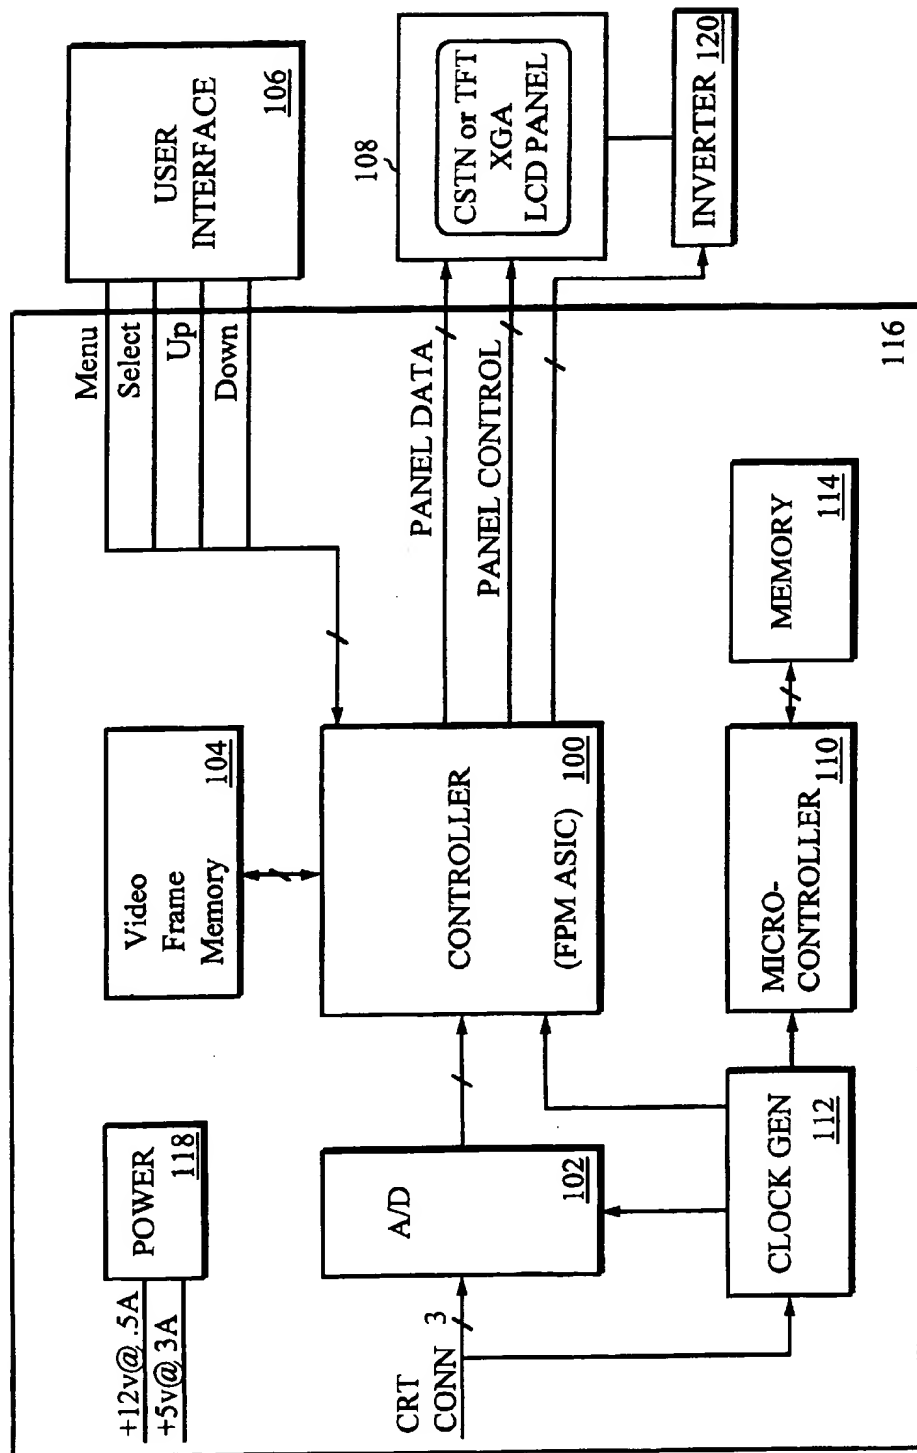 +12v@ .5A
+5v@ 3A
POWER
118
Video
Frame
Memory
104
Menu
Select
Up
Down
USER
INTERFACE
106
CRT
CONN
3
A/D
102
CONTROLLER
(FPM ASIC)
100
PANEL DATA
PANEL CONTROL
108
CSTN or TFT
XGA
LCD PANEL
CLOCK GEN
112
MICRO-
CONTROLLER
110
MEMORY
114
INVERTER 120
116